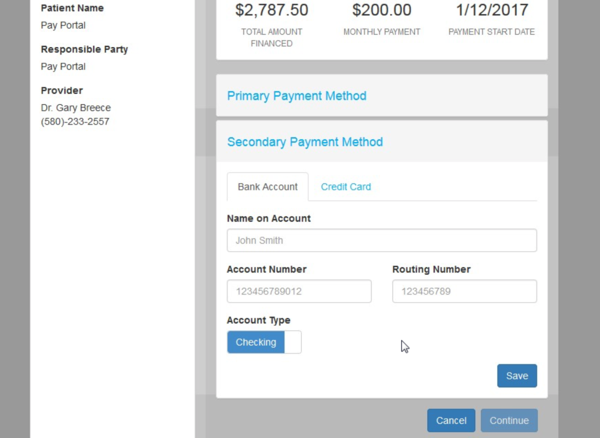 Patient Name
Pay Portal
Responsible Party
Pay Portal
Provider
Dr. Gary Breece
(580)-233-2557
$2,787.50
TOTAL AMOUNT
FINANCED
$200.00
MONTHLY PAYMENT
1/12/2017
PAYMENT START DATE
Primary Payment Method
Secondary Payment Method
Bank Account
Credit Card
Name on Account
John Smith
Account Number
Routing Number
123456789012
123456789
Account Type
Checking
Save
Cancel
Continue